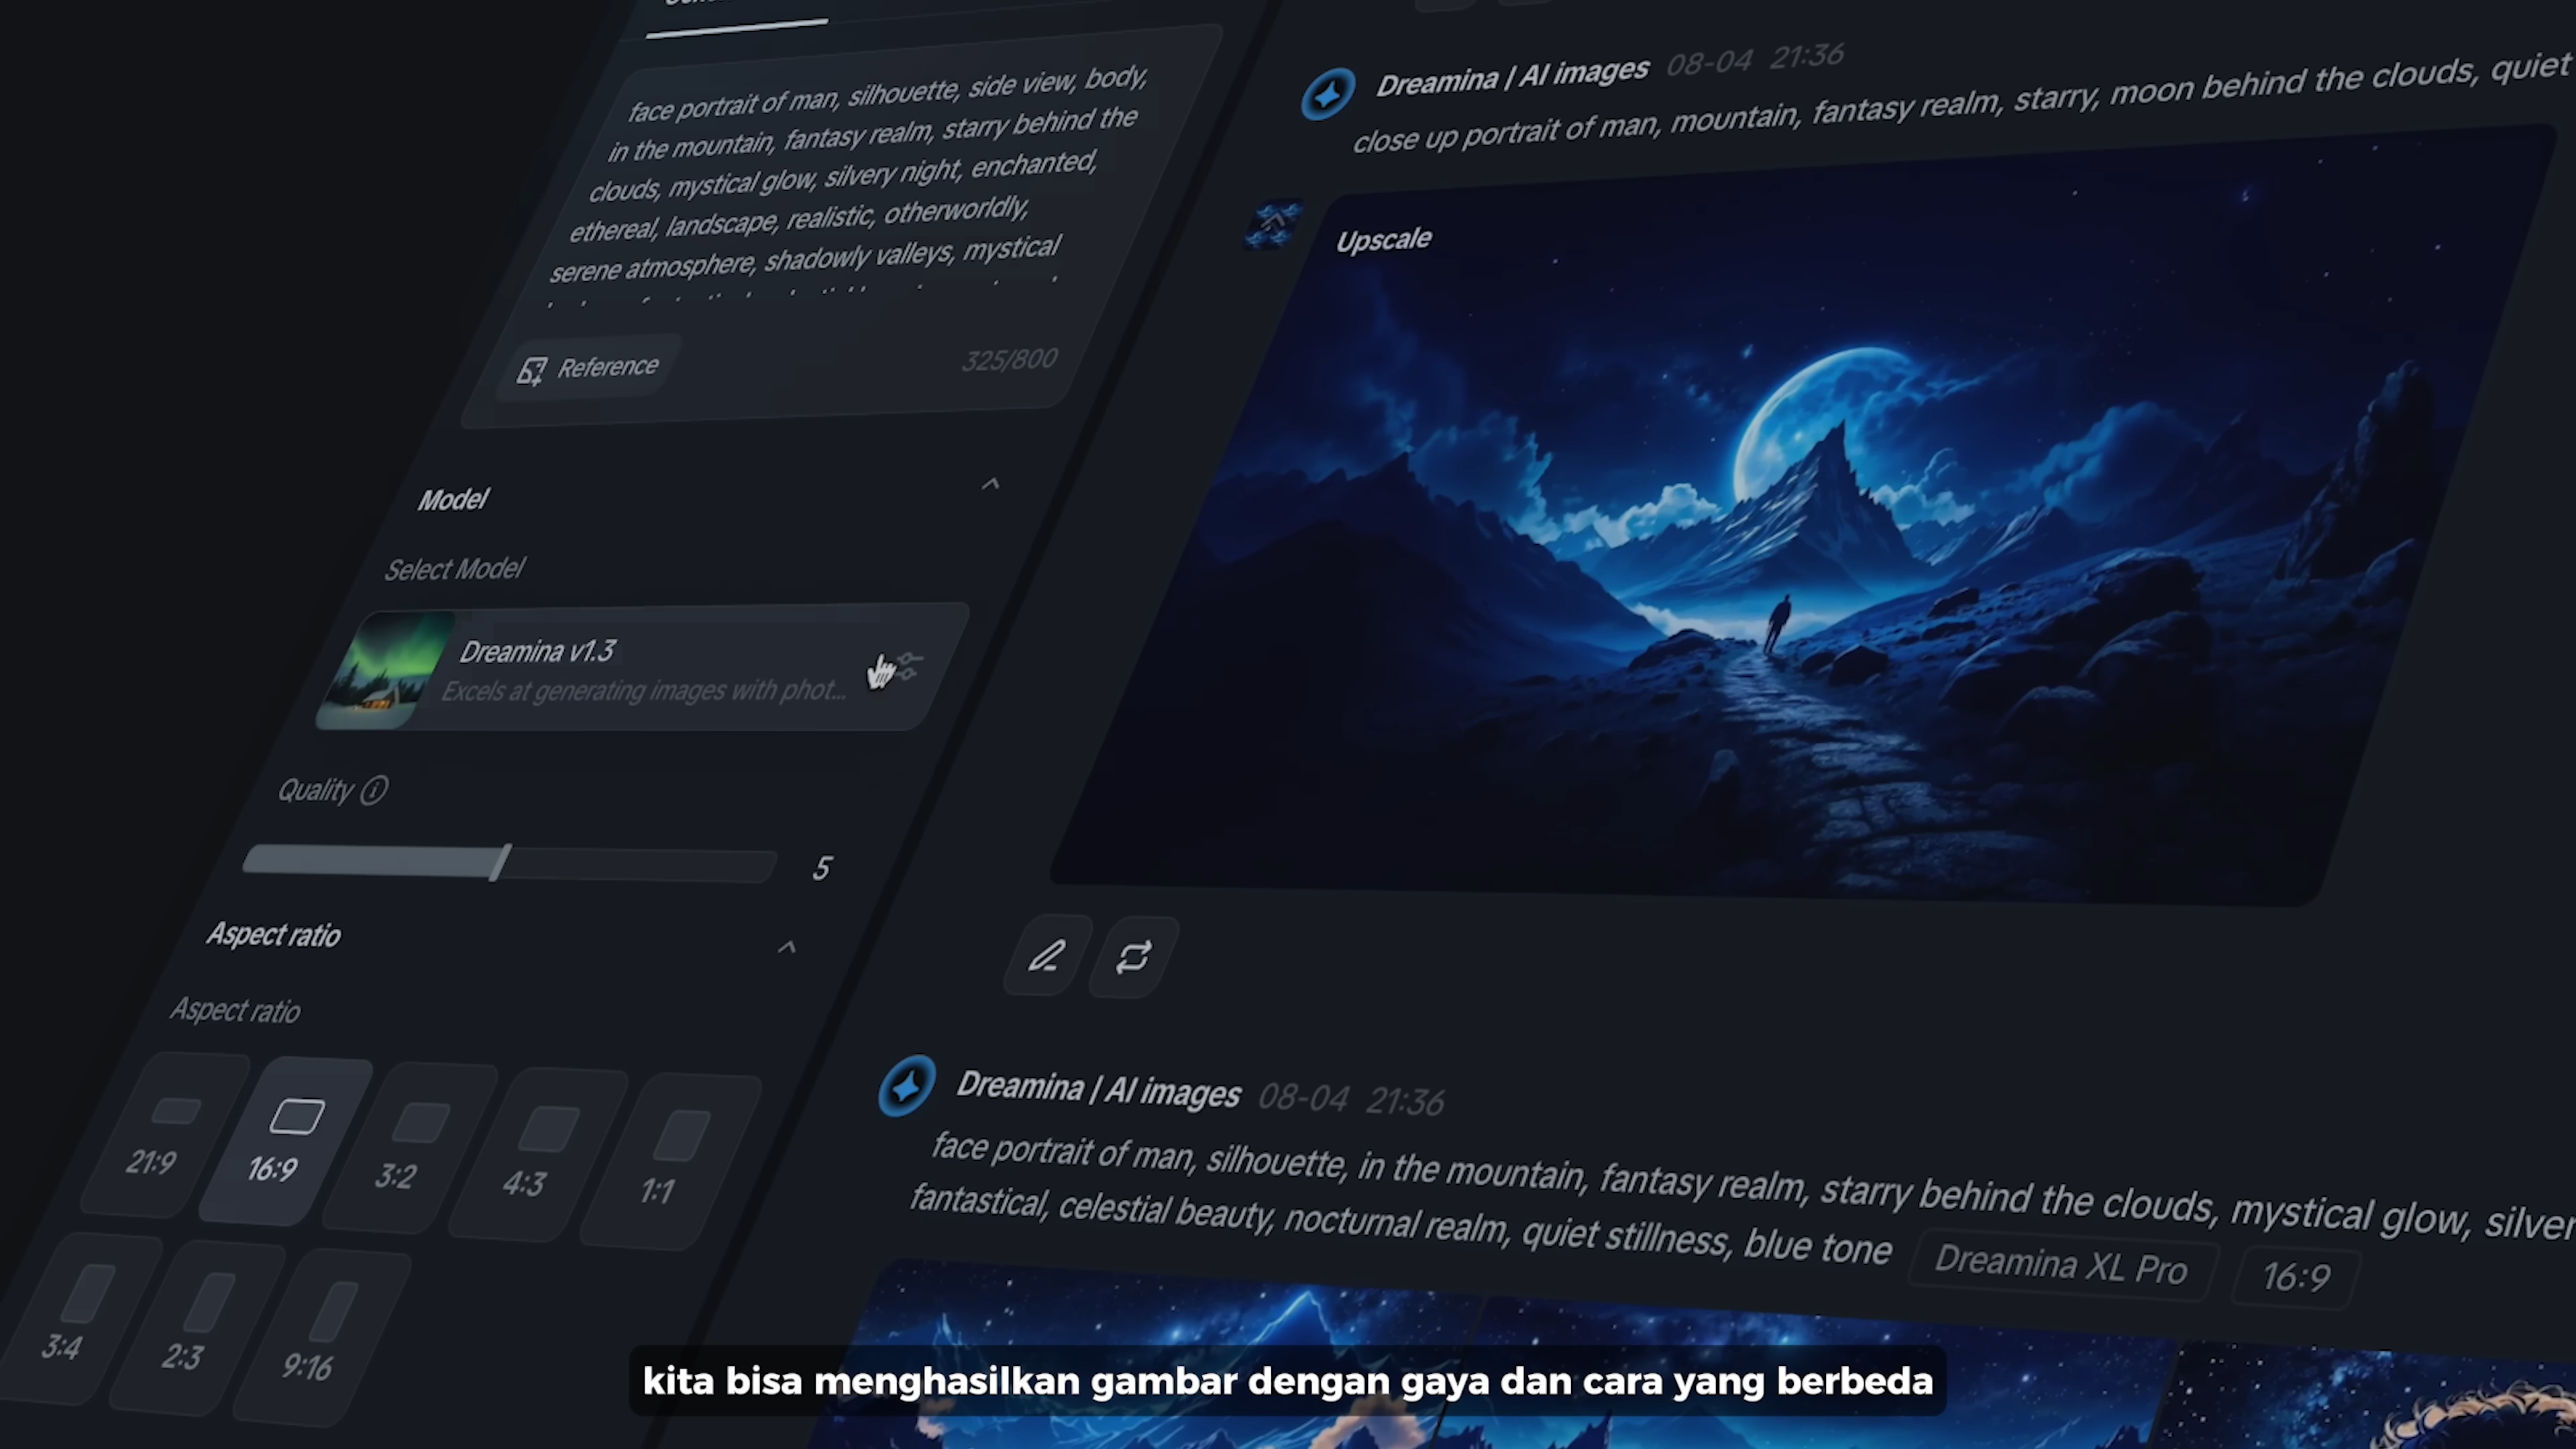 face portrait of man, silhouette, side view, body,
in the mountain, fantasy realm, starry behind the
clouds, mystical glow, silvery night, enchanted,
ethereal, landscape, realistic, otherworldly,
serene atmosphere, shadowly valleys, mystical
Reference
325/800
Model
Select Model
Dreamina v1.3
Excels at generating images with phot...
Quality
5
Aspect ratio
Aspect ratio
21:9
16:9
3:2
4:3
1:1
3:4
2:3
9:16
Dreamina | AI images 08-04 21:36
close up portrait of man, mountain, fantasy realm, starry, moon behind the clouds, quiet
Upscale
Dreamina | AI images 08-04 21:36
face portrait of man, silhouette, in the mountain, fantasy realm, starry behind the clouds, mystical glow, silver
fantastical, celestial beauty, nocturnal realm, quiet stillness, blue tone Dreamina XL Pro 16:9
kita bisa menghasilkan gambar dengan gaya dan cara yang berbeda